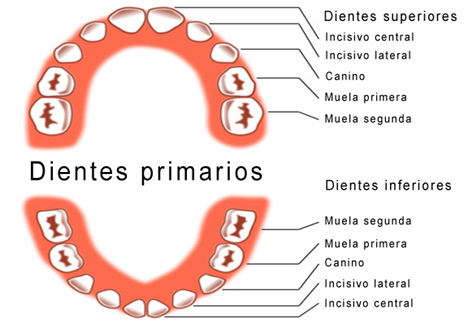 Dientes superiores
Incisivo central
Incisivo lateral
Canino
Muela primera
Muela segunda
Dientes primarios
Dientes inferiores
Muela segunda
Muela primera
Canino
Incisivo lateral
Incisivo central